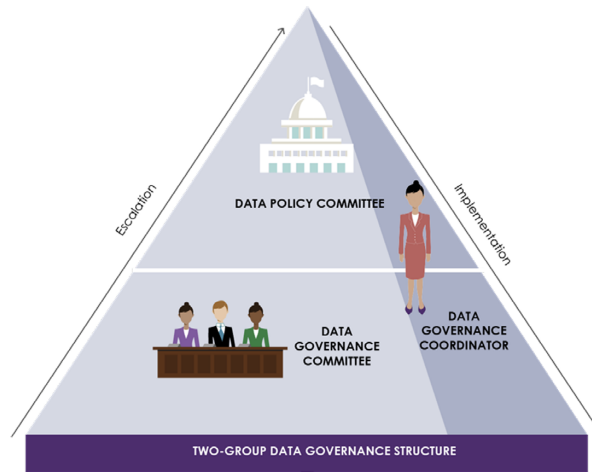 Escalation
Implementation
DATA POLICY COMMITTEE
DATA
GOVERNANCE
COMMITTEE
DATA
GOVERNANCE
COORDINATOR
TWO-GROUP DATA GOVERNANCE STRUCTURE